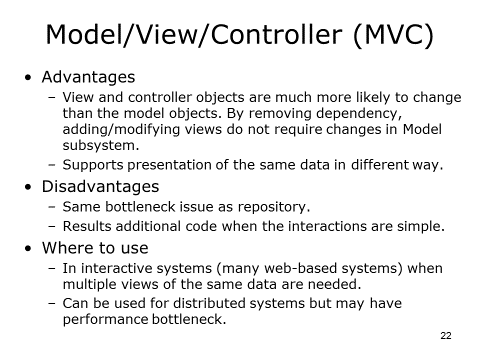 Model/View/Controller (MVC)
• Advantages
– View and controller objects are much more likely to change
than the model objects. By removing dependency,
adding/modifying views do not require changes in Model
subsystem.
– Supports presentation of the same data in different way.
• Disadvantages
– Same bottleneck issue as repository.
– Results additional code when the interactions are simple.
• Where to use
– In interactive systems (many web-based systems) when
multiple views of the same data are needed.
– Can be used for distributed systems but may have
performance bottleneck.
22